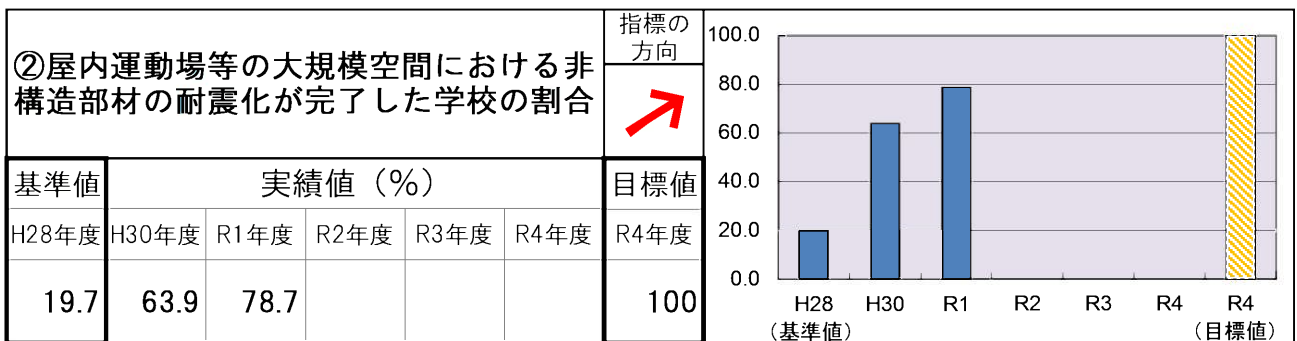 ②屋内運動場等の大規模空間における非
構造部材の耐震化が完了した学校の割合
指標の
方向
基準値 実績値（％） 目標値
H28年度 H30年度 R1年度 R2年度 R3年度 R4年度 R4年度
19.7 63.9 78.7 100
100.0
80.0
60.0
40.0
20.0
0.0
H28 H30 R1 R2 R3 R4 R4
（基準値） （目標値）